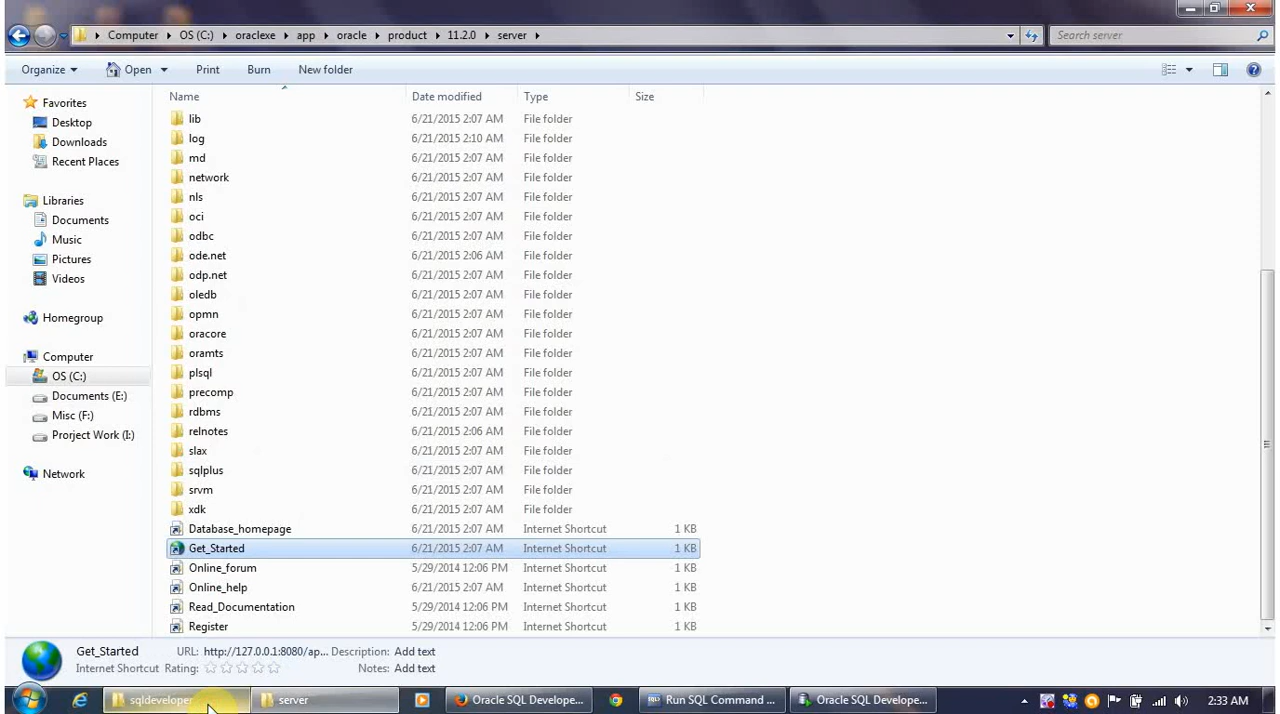 Computer OS (C:) oraclexe app oracle product 11.2.0 server
Search server
Organize Open Print Burn New folder
Name Date modified Type Size
Favorites
Desktop
Downloads
Recent Places
Libraries
Documents
Music
Pictures
Videos
Homegroup
Computer
OS (C:)
Documents (E:)
Misc (F:)
Project Work (I:)
Network
lib 6/21/2015 2:07 AM File folder
log 6/21/2015 2:10 AM File folder
md 6/21/2015 2:07 AM File folder
network 6/21/2015 2:07 AM File folder
nls 6/21/2015 2:07 AM File folder
oci 6/21/2015 2:07 AM File folder
odbc 6/21/2015 2:07 AM File folder
ode.net 6/21/2015 2:06 AM File folder
odp.net 6/21/2015 2:07 AM File folder
oledb 6/21/2015 2:07 AM File folder
opmn 6/21/2015 2:07 AM File folder
oracore 6/21/2015 2:07 AM File folder
oramts 6/21/2015 2:07 AM File folder
plsql 6/21/2015 2:07 AM File folder
precomp 6/21/2015 2:07 AM File folder
rdbms 6/21/2015 2:07 AM File folder
relnotes 6/21/2015 2:06 AM File folder
slax 6/21/2015 2:07 AM File folder
sqlplus 6/21/2015 2:07 AM File folder
srvm 6/21/2015 2:07 AM File folder
xdk 6/21/2015 2:07 AM File folder
Database_homepage 6/21/2015 2:07 AM Internet Shortcut 1 KB
Get_Started 6/21/2015 2:07 AM Internet Shortcut 1 KB
Online_forum 5/29/2014 12:06 PM Internet Shortcut 1 KB
Online_help 6/21/2015 2:07 AM Internet Shortcut 1 KB
Read_Documentation 5/29/2014 12:06 PM Internet Shortcut 1 KB
Register 5/29/2014 12:06 PM Internet Shortcut 1 KB
Get_Started URL: http://127.0.0.1:8080/ap... Description: Add text
Internet Shortcut Rating: Notes: Add text
sqldeveloper server Oracle SQL Develope... Run SQL Command ... Oracle SQL Develope... 2:33 AM